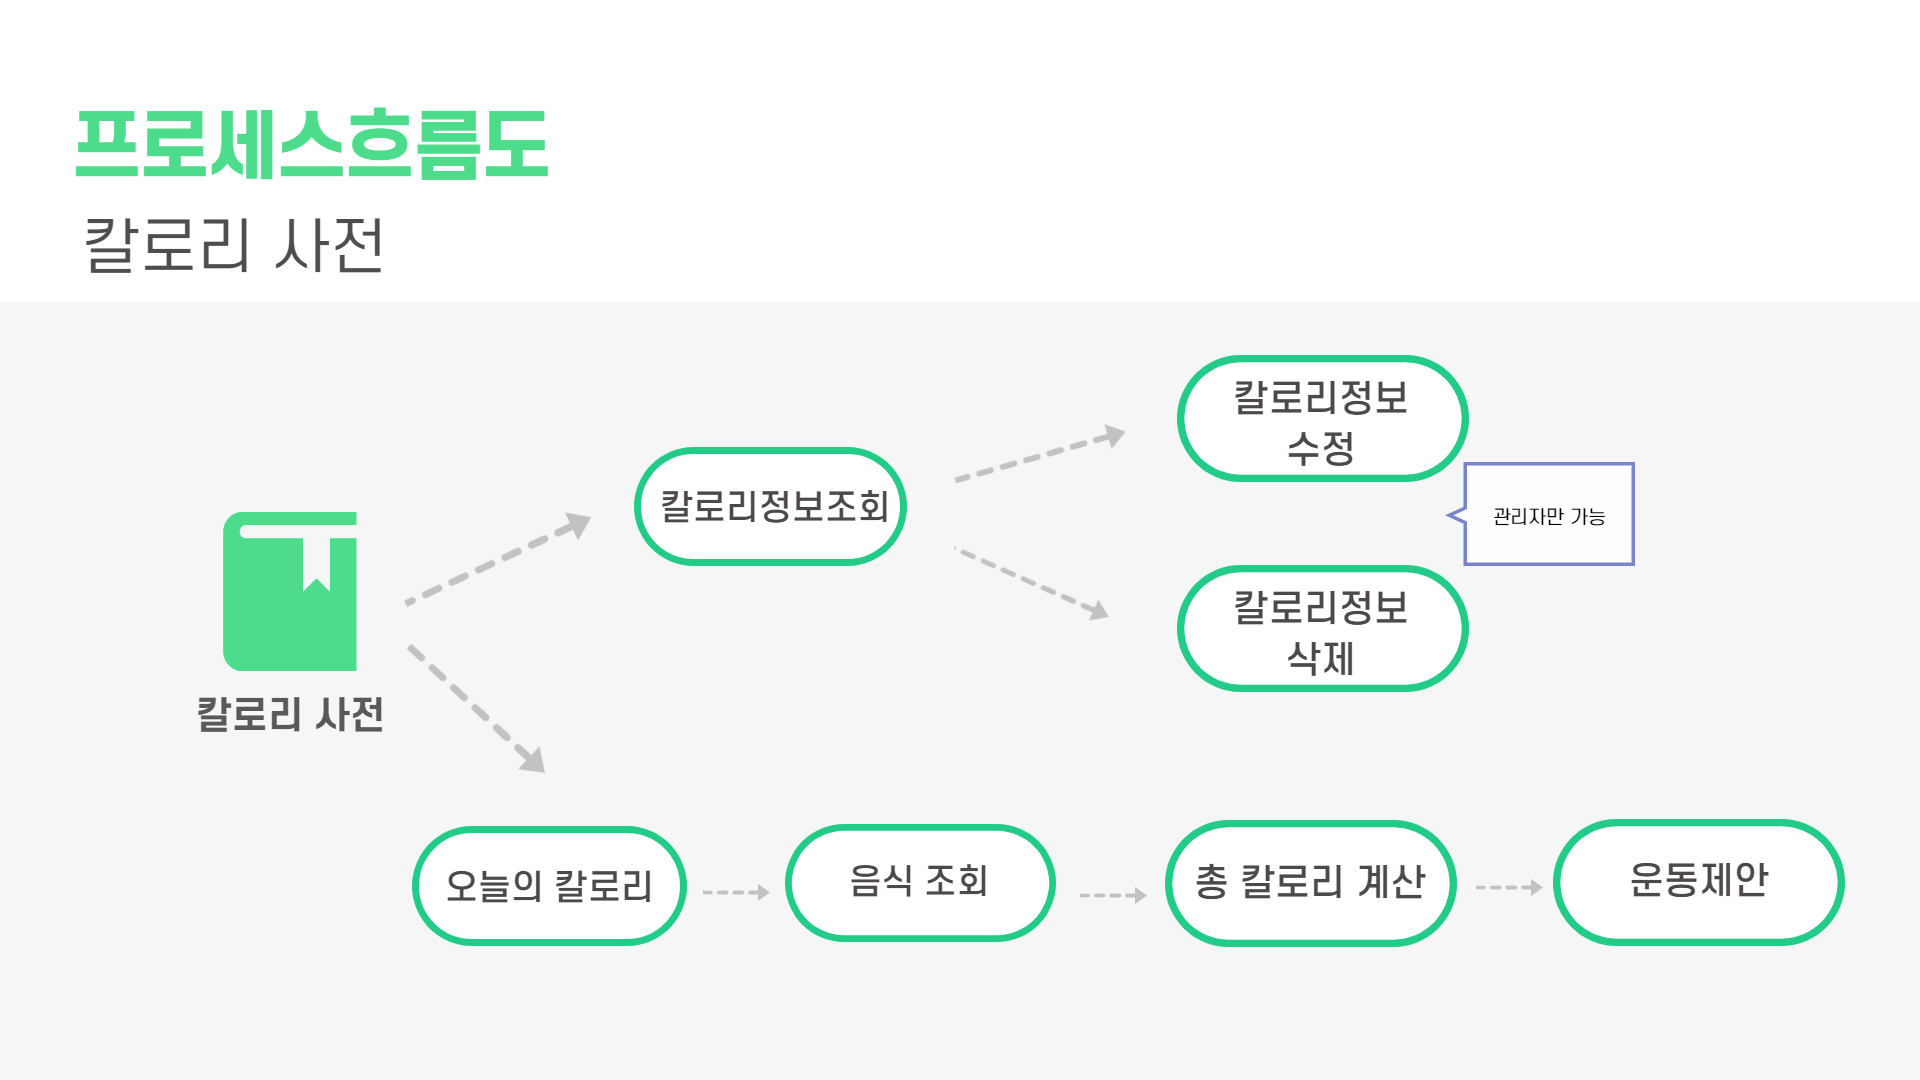 프로세스흐름도
칼로리 사전
칼로리 사전
칼로리정보조회
칼로리정보
수정
관리자만 가능
칼로리정보
삭제
오늘의 칼로리
음식 조회
총 칼로리 계산
운동제안